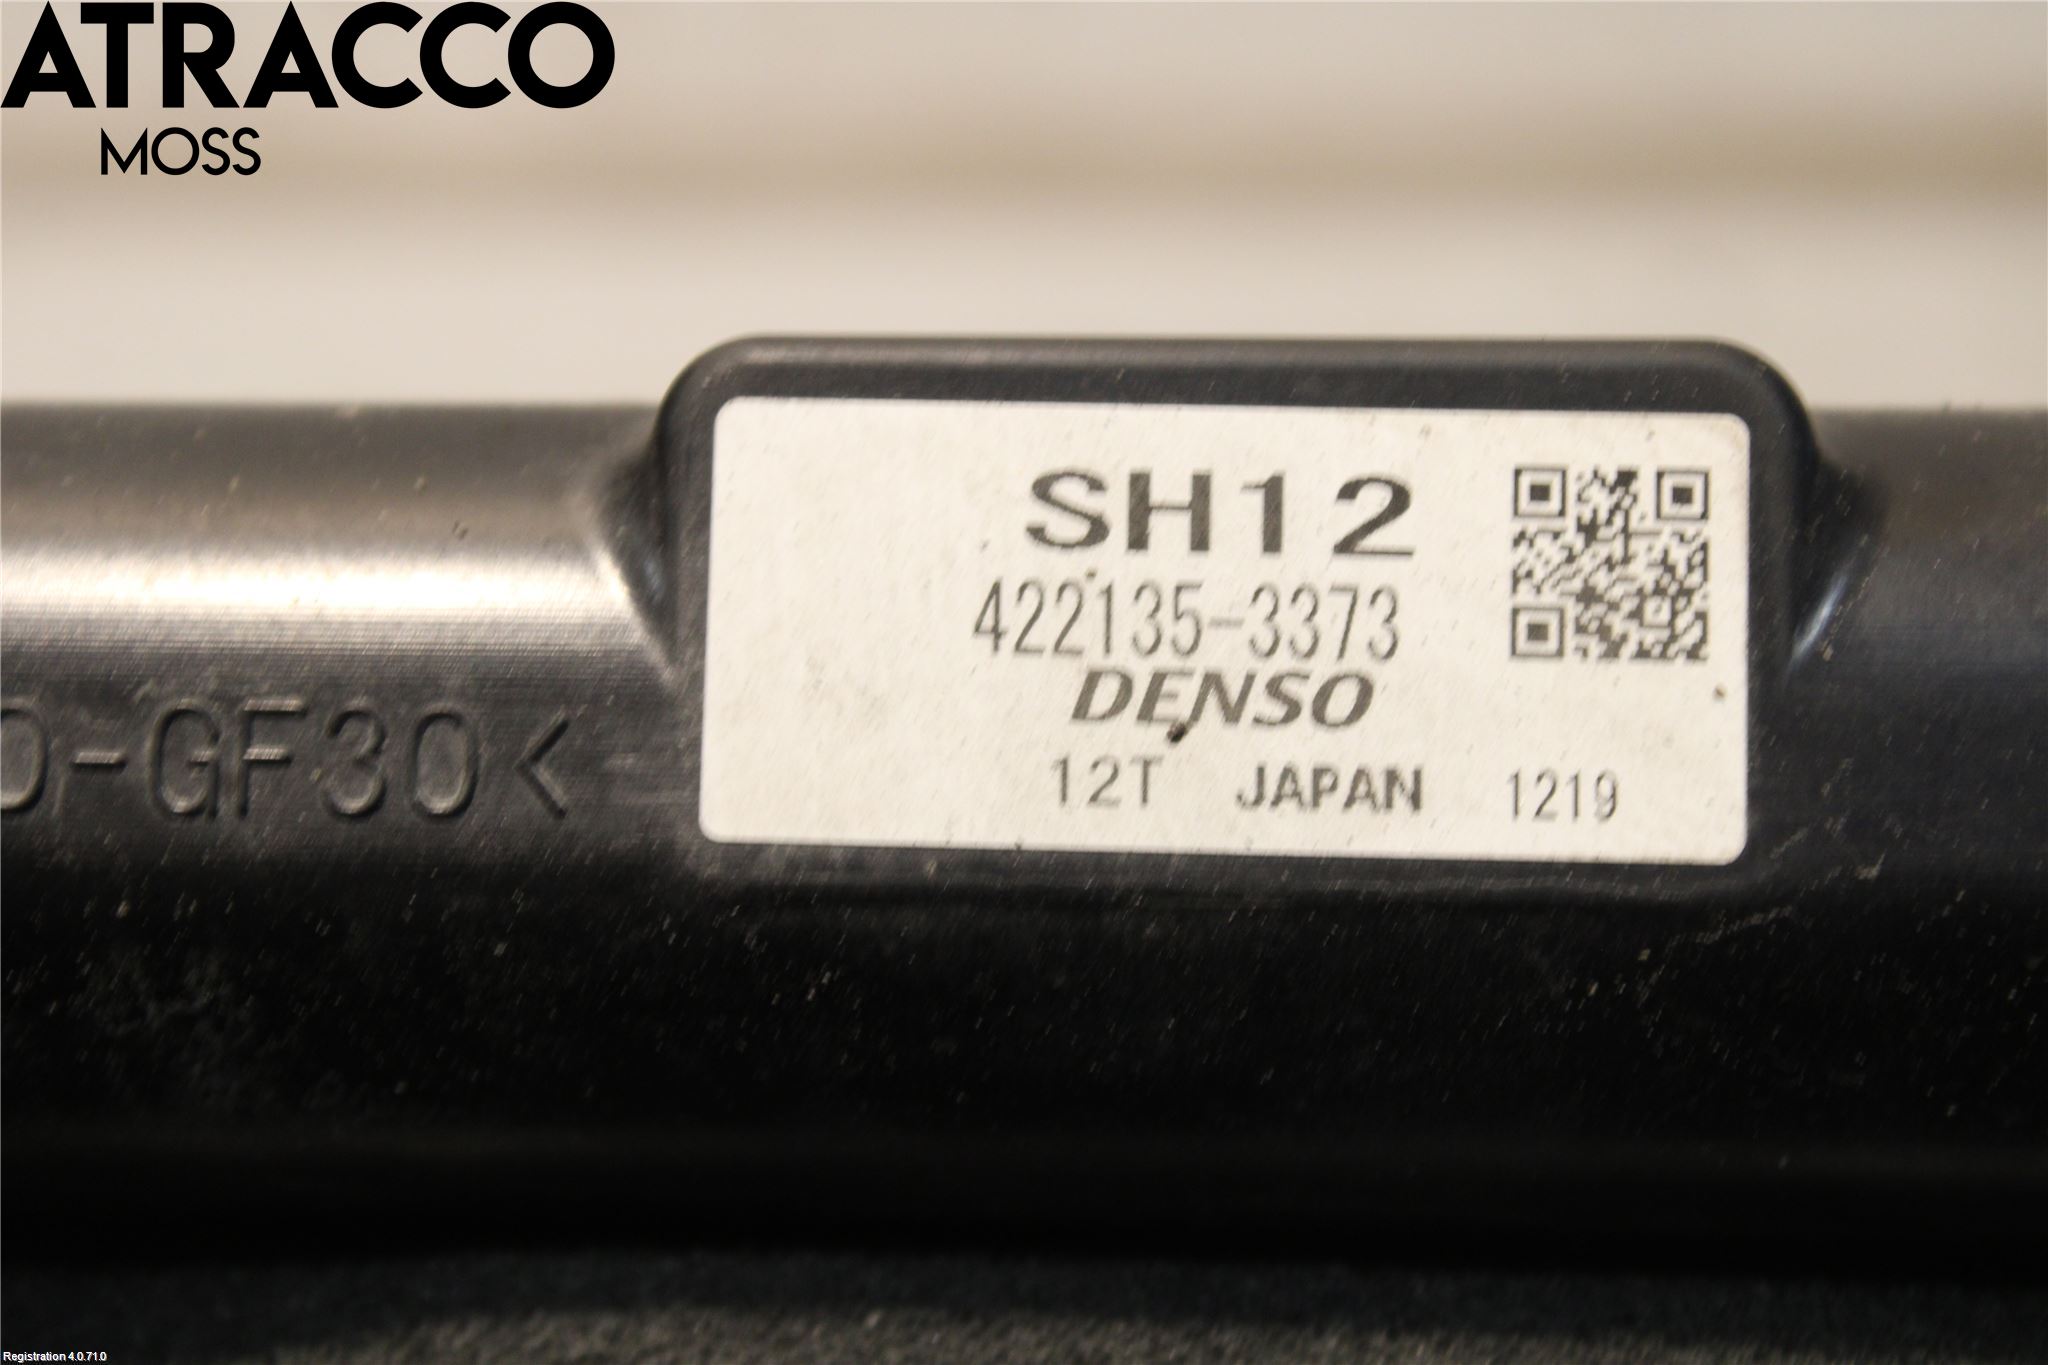 ATRACCO
MOSS
SH12
422135-3373
DENSO
12T JAPAN 1219
D-GF30<
Registration 4.0.71.0